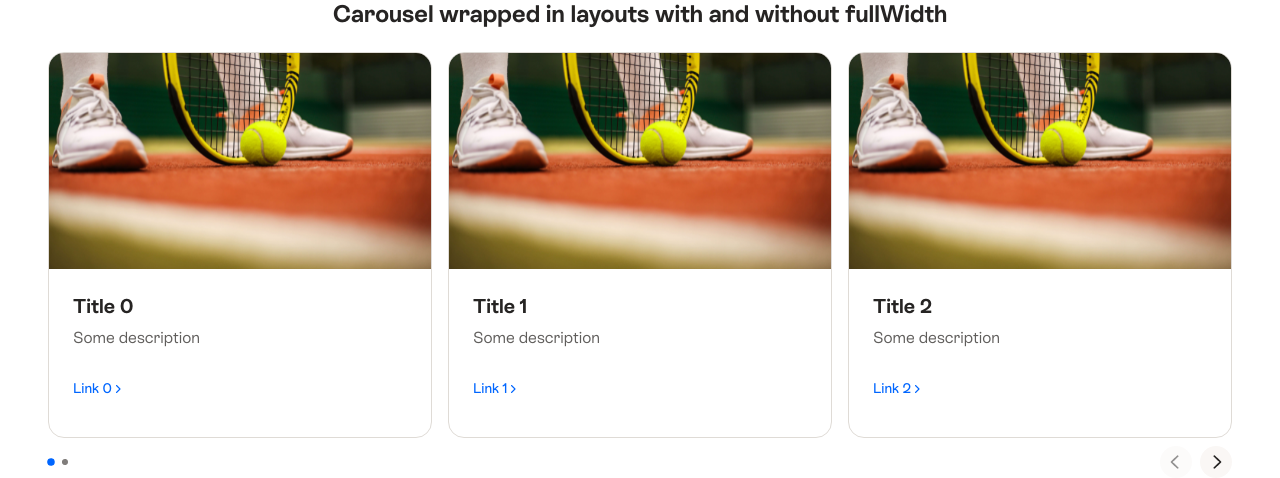 Carousel wrapped in layouts with and without fullWidth
Title 0
Some description
Link 0
Title 1
Some description
Link 1
Title 2
Some description
Link 2